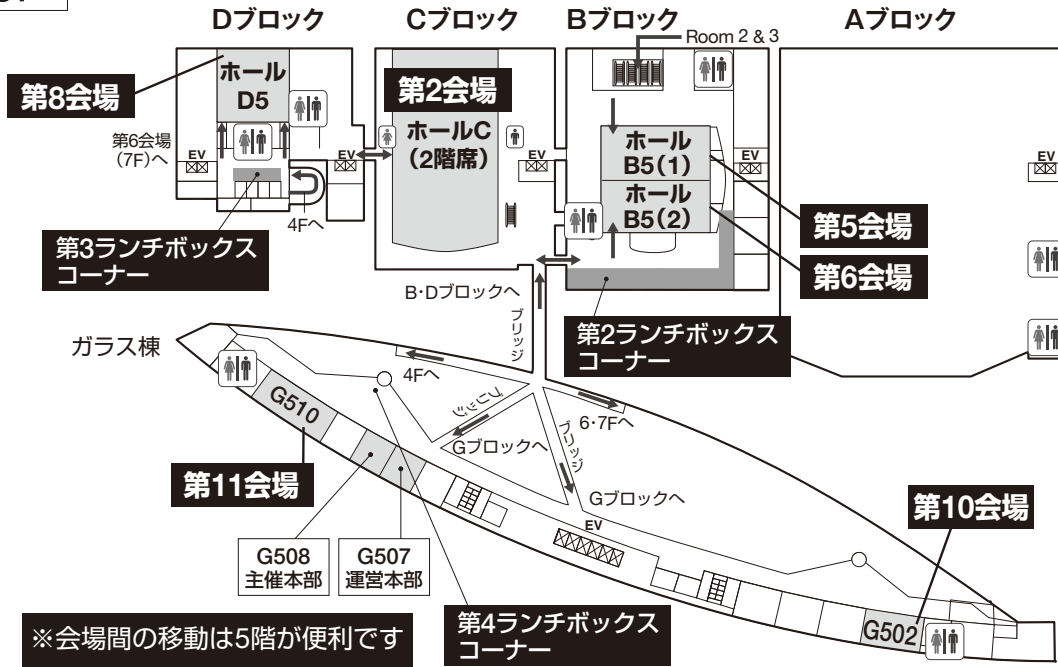 Dブロック
Cブロック
Bブロック
Aブロック
Room 2 & 3
第8会場
ホール
D5
第2会場
ホールC
(2階席)
ホール
B5(1)
ホール
B5(2)
第5会場
第6会場
第6会場
(7F)へ
EV
EV
EV
EV
EV
4Fへ
第3ランチボックス
コーナー
B・Dブロックへ
ブリッジ
第2ランチボックス
コーナー
ガラス棟
4Fへ
6・7Fへ
ブリッジ
ブリッジ
Gブロックへ
Gブロックへ
G510
第11会場
EV
第10会場
G508
主催本部
G507
運営本部
第4ランチボックス
コーナー
G502
※会場間の移動は5階が便利です